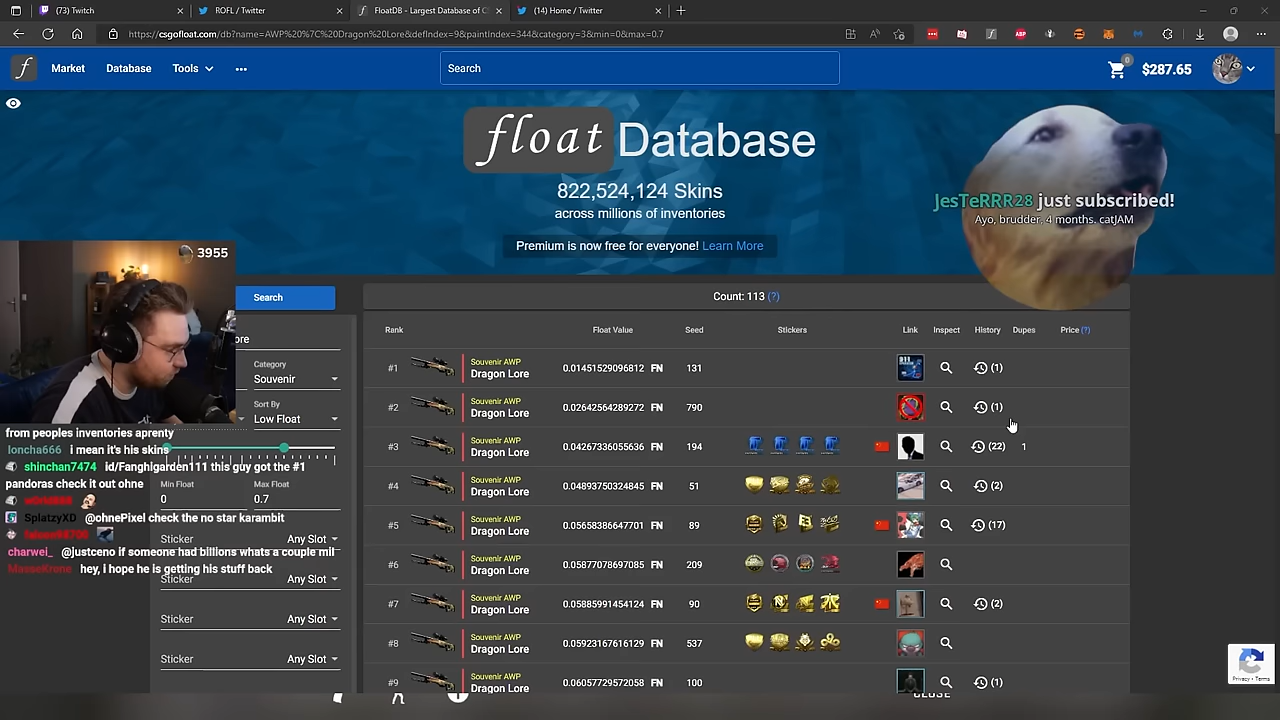 (73) Twitch
ROFL / Twitter
FloatDB - Largest Database of C
(14) Home / Twitter
https://csgofloat.com/db?name=AWP%20%7C%20Dragon%20Lore&defIndex=9&paintIndex=344&category=3&min=0&max=0.7
f Market Database Tools Search 0 $287.65
float Database
822,524,124 Skins
across millions of inventories
Premium is now free for everyone! Learn More
JesTeRRR28 just subscribed!
Ayo, brudder, 4 months. catJAM
3955
Search
ore
Category
Souvenir
Sort By
Low Float
Min Float Max Float
0 0.7
Sticker Any Slot
Sticker Any Slot
Sticker Any Slot
Sticker Any Slot
from peoples inventories aprenty
loncha666 i mean it's his skins
shinchan7474 id/Fanghigarden111 this guy got the #1
pandoras check it out ohne
SplatzyXD @ohnePixel check the no star karambit
charwei_ @justceno if someone had billions whats a couple mil
MasseKrone hey, i hope he is getting his stuff back
Count: 113 (?)
Rank Float Value Seed Stickers Link Inspect History Dupes Price (?)
#1 Souvenir AWP Dragon Lore 0.01451529096812 FN 131 (1)
#2 Souvenir AWP Dragon Lore 0.02642564289272 FN 790 (1)
#3 Souvenir AWP Dragon Lore 0.04267336055636 FN 194 (22) 1
#4 Souvenir AWP Dragon Lore 0.04893750324845 FN 51 (2)
#5 Souvenir AWP Dragon Lore 0.05658386647701 FN 89 (17)
#6 Souvenir AWP Dragon Lore 0.05877078697085 FN 209
#7 Souvenir AWP Dragon Lore 0.05885991454124 FN 90 (2)
#8 Souvenir AWP Dragon Lore 0.05923167616129 FN 537
#9 Souvenir AWP Dragon Lore 0.06057729572058 FN 100 (1)
CLOSE
Privacy - Terms